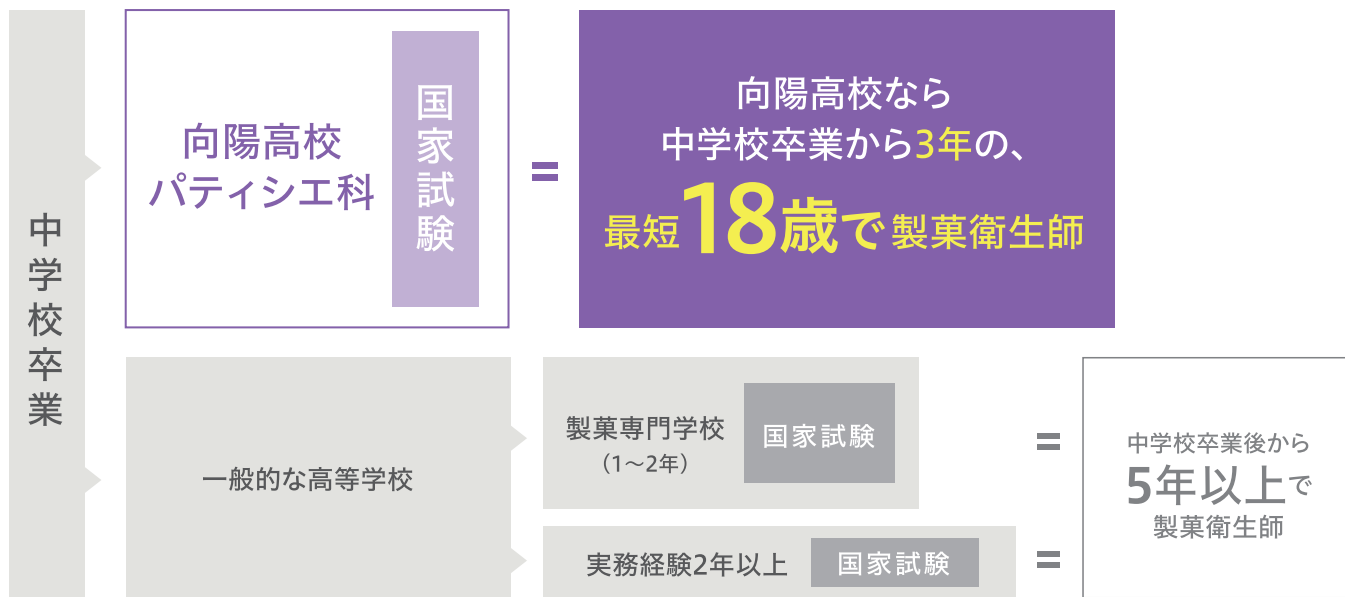 中学校卒業
向陽高校
パティシエ科
国家試験
=
向陽高校なら
中学校卒業から3年の、
最短18歳で製菓衛生師
一般的な高等学校
製菓専門学校
（1〜2年）
国家試験
=
実務経験2年以上
国家試験
=
中学校卒業後から
5年以上で
製菓衛生師